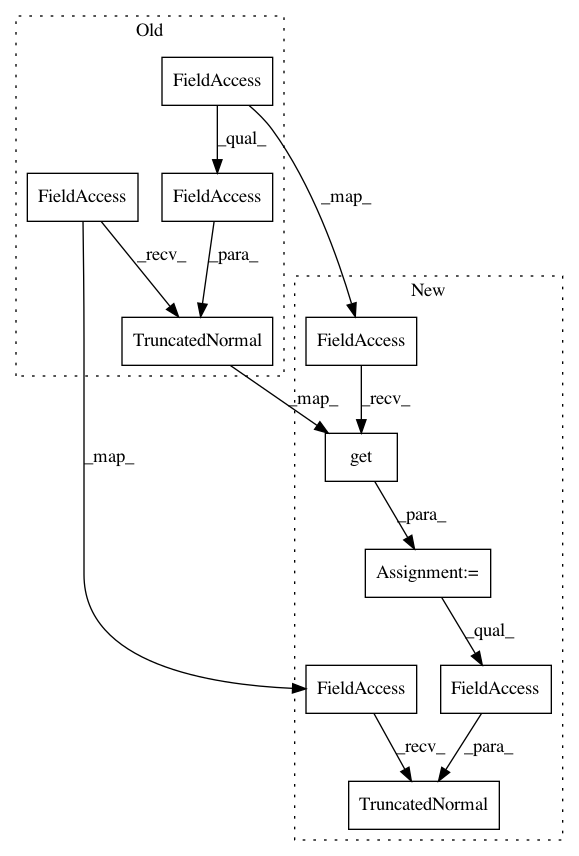 Old
FieldAccess
_qual_
_map_
FieldAccess
FieldAccess
_recv_
_para_
New
TruncatedNormal
FieldAccess
_map_
_recv_
_map_
get
_para_
Assignment:=
_qual_
FieldAccess
FieldAccess
_recv_
_para_
TruncatedNormal